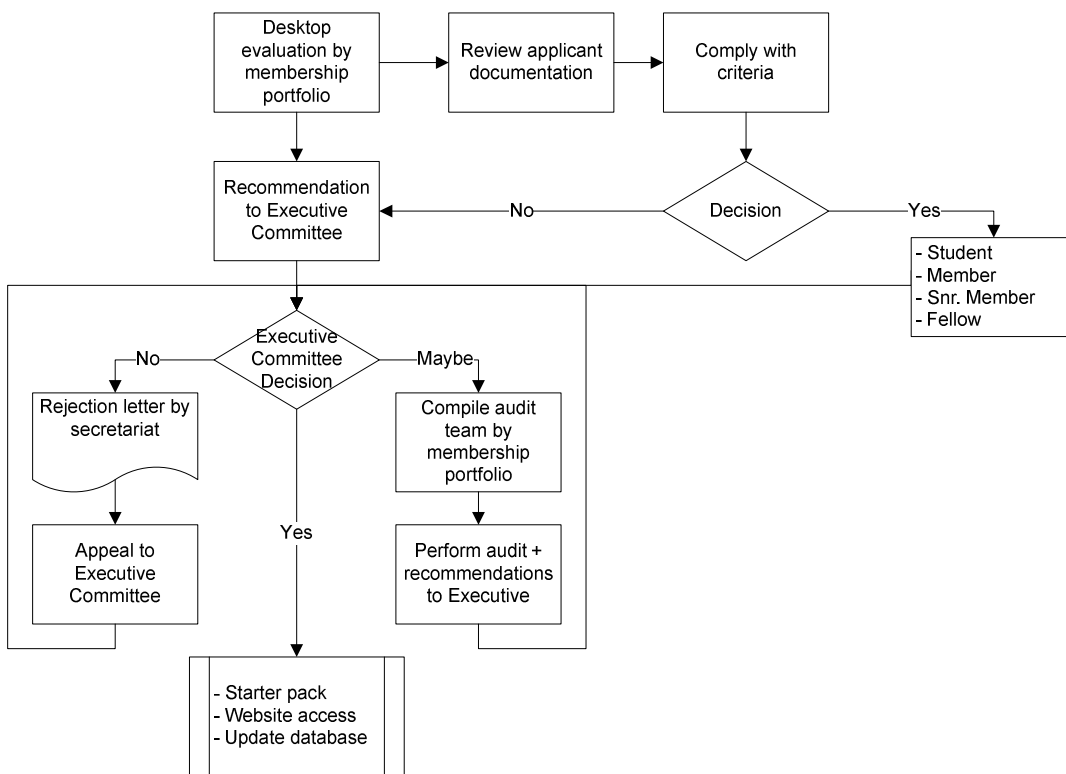 Desktop
evaluation by
membership
portfolio
Review applicant
documentation
Comply with
criteria
Recommendation
to Executive
Committee
No
Decision
Yes
- Student
- Member
- Snr. Member
- Fellow
Executive
Committee
Decision
No
Maybe
Rejection letter by
secretariat
Compile audit
team by
membership
portfolio
Yes
Appeal to
Executive
Committee
Perform audit +
recommendations
to Executive
- Starter pack
- Website access
- Update database